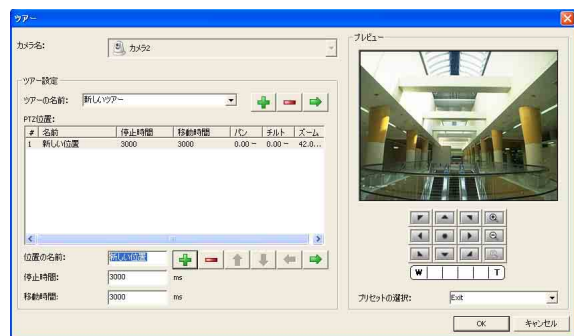 ツアー
カメラ名:
カメラ2
プレビュー
ツアー設定
ツアーの名前:
新しいツアー
PTZ位置:
# 名前 停止時間 移動時間 パン チルト ズーム
1 新しい位置 3000 3000 0.00 ~ 0.00 ~ 42.0...
位置の名前:
新しい位置
停止時間:
3000 ms
移動時間:
3000 ms
W T
プリセットの選択:
Exit
OK キャンセル